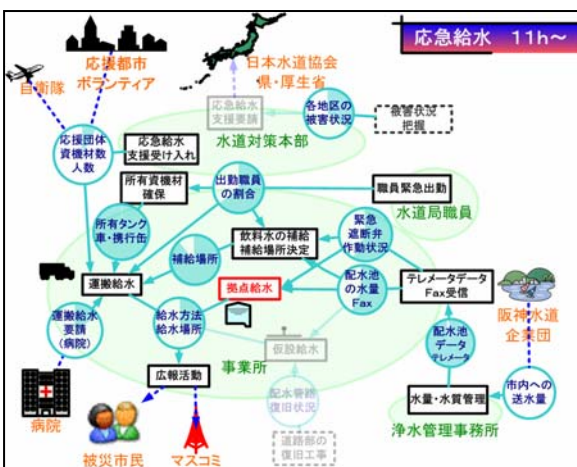 応急給水 11h~
応援都市
ボランティア
自衛隊
日本水道協会
県・厚生省
応急給水
支援要請
各地区の
被害状況
被害状況
把握
水道対策本部
応援団体
資機材数
人数
応急給水
支援受け入れ
所有資機材
確保
出勤職員
の割合
職員緊急出動
水道局職員
所有タンク
車・携行缶
飲料水の補給
補給場所決定
緊急
遮断弁
作動状況
補給場所
運搬給水
拠点給水
配水池
の水量
Fax
テレメータデータ
Fax受信
阪神水道
企業団
運搬給水
要請
(病院)
給水方法
給水場所
仮設給水
配水池
データ
テレメータ
事業所
広報活動
配水管路
復旧状況
水量・水質管理
市内への
送水量
浄水管理事務所
道路部の
復旧工事
病院
被災市民
マスコミ